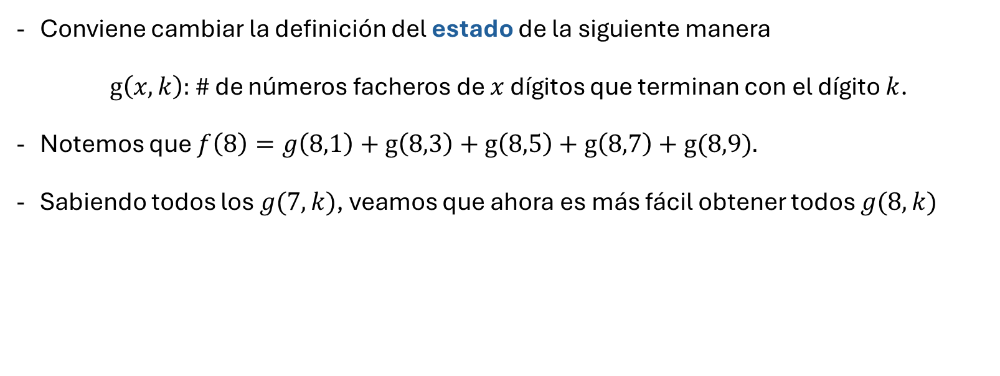 - Conviene cambiar la definición del estado de la siguiente manera
g(x, k): # de números facheros de x dígitos que terminan con el dígito k.
- Notemos que f(8) = g(8,1) + g(8,3) + g(8,5) + g(8,7) + g(8,9).
- Sabiendo todos los g(7, k), veamos que ahora es más fácil obtener todos g(8, k)